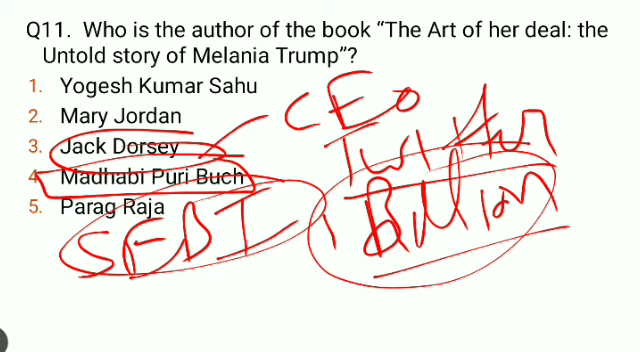 Q11. Who is the author of the book “The Art of her deal: the
Untold story of Melania Trump”?
1. Yogesh Kumar Sahu
2. Mary Jordan
3. Jack Dorsey
4. Madhabi Puri Buch
5. Parag Raja
CEO
Twitter
SEBI
1 Billion